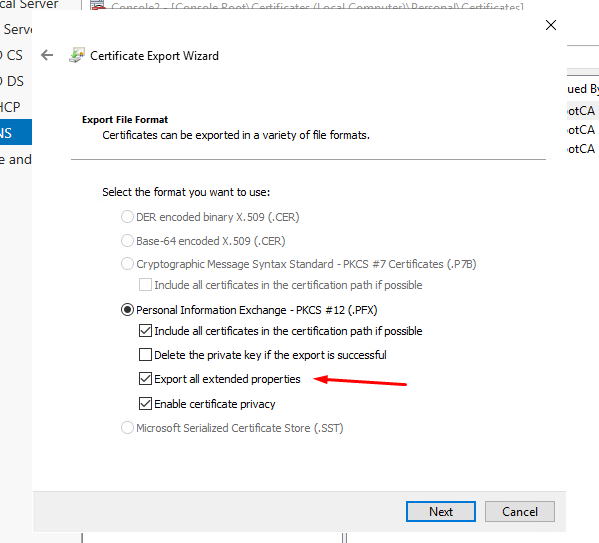 cal Server
Console2 - [Console Root\Certificates (Local Computer)\Personal\Certificates]
Serve
Certificate Export Wizard
CS
DS
ued By
HCP
otCA
Export File Format
NS
otCA
Certificates can be exported in a variety of file formats.
otCA
e and
Select the format you want to use:
DER encoded binary X.509 (.CER)
Base-64 encoded X.509 (.CER)
Cryptographic Message Syntax Standard - PKCS #7 Certificates (.P7B)
Include all certificates in the certification path if possible
Personal Information Exchange - PKCS #12 (.PFX)
Include all certificates in the certification path if possible
Delete the private key if the export is successful
Export all extended properties
Enable certificate privacy
Microsoft Serialized Certificate Store (.SST)
Next
Cancel